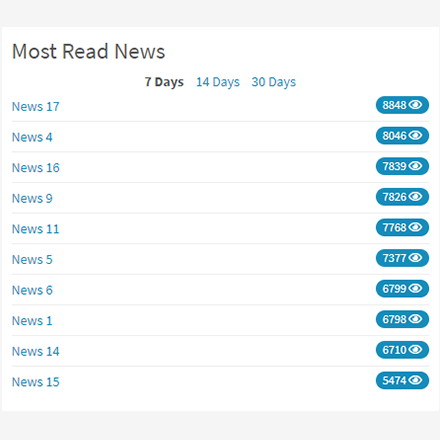 Most Read News
7 Days 14 Days 30 Days
News 17 8848
News 4 8046
News 16 7839
News 9 7826
News 11 7768
News 5 7377
News 6 6799
News 1 6798
News 14 6710
News 15 5474